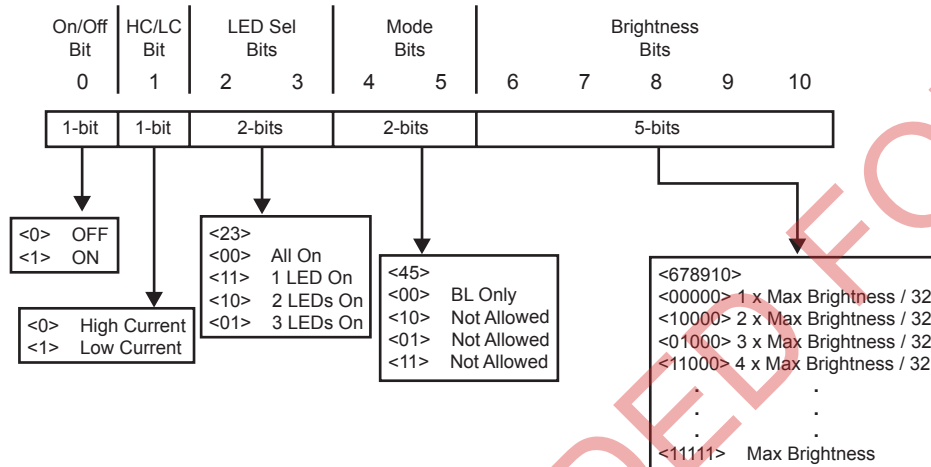 On/Off Bit HC/LC Bit LED Sel Bits Mode Bits Brightness Bits
0 1 2 3 4 5 6 7 8 9 10
1-bit 1-bit 2-bits 2-bits 5-bits
<0> OFF
<1> ON
<0> High Current
<1> Low Current
<23>
<00> All On
<11> 1 LED On
<10> 2 LEDs On
<01> 3 LEDs On
<45>
<00> BL Only
<10> Not Allowed
<01> Not Allowed
<11> Not Allowed
<678910>
<00000> 1 x Max Brightness / 32
<10000> 2 x Max Brightness / 32
<01000> 3 x Max Brightness / 32
<11000> 4 x Max Brightness / 32
. .
. .
. .
<11111> Max Brightness